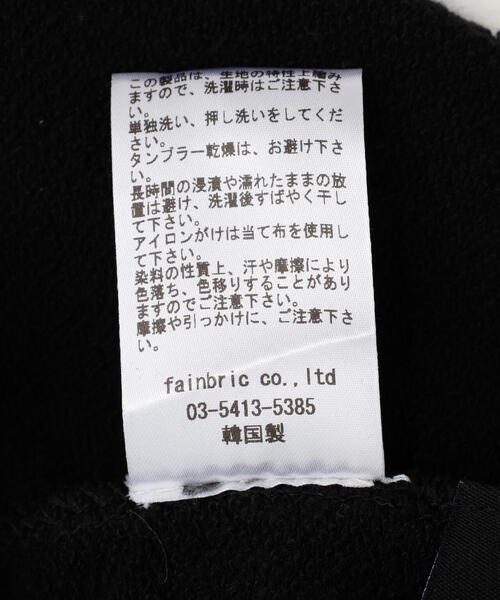 この製品は、生地の特性上縮み
ますので、洗濯時はご注意下さ
い。
単独洗い、押し洗いをしてくだ
さい。
タンブラー乾燥は、お避け下さ
い。
長時間の浸漬や濡れたままの放
置は避け、洗濯後すばやく干し
て下さい。
アイロンがけは当て布を使用し
て下さい。
染料の性質上、汗や摩擦により
色落ち、色移りすることがあり
ますのでご注意下さい。
摩擦や引っかけに、ご注意下さ
い。
fainbric co.,ltd
03-5413-5385
韓国製